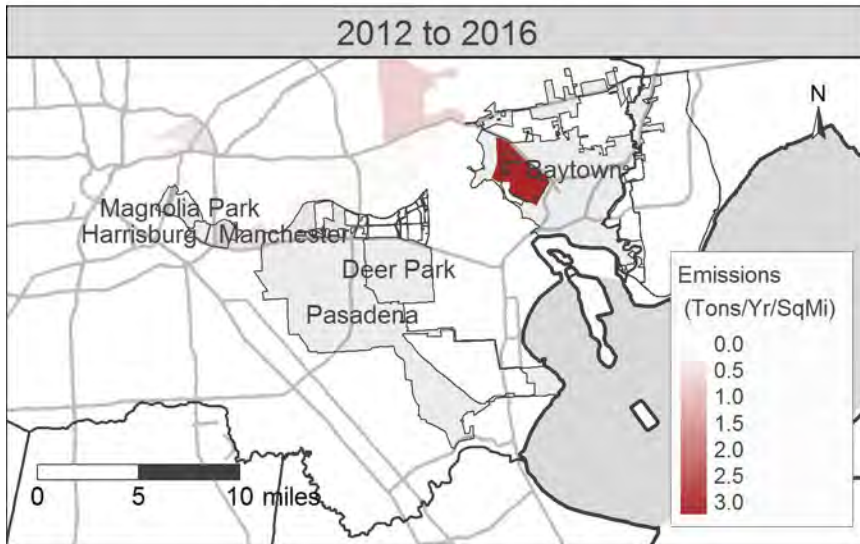 2012 to 2016
N
Baytown
Magnolia Park
Harrisburg Manchester
Deer Park
Pasadena
Emissions
(Tons/Yr/SqMi)
0.0
0.5
1.0
1.5
2.0
2.5
3.0
0 5 10 miles